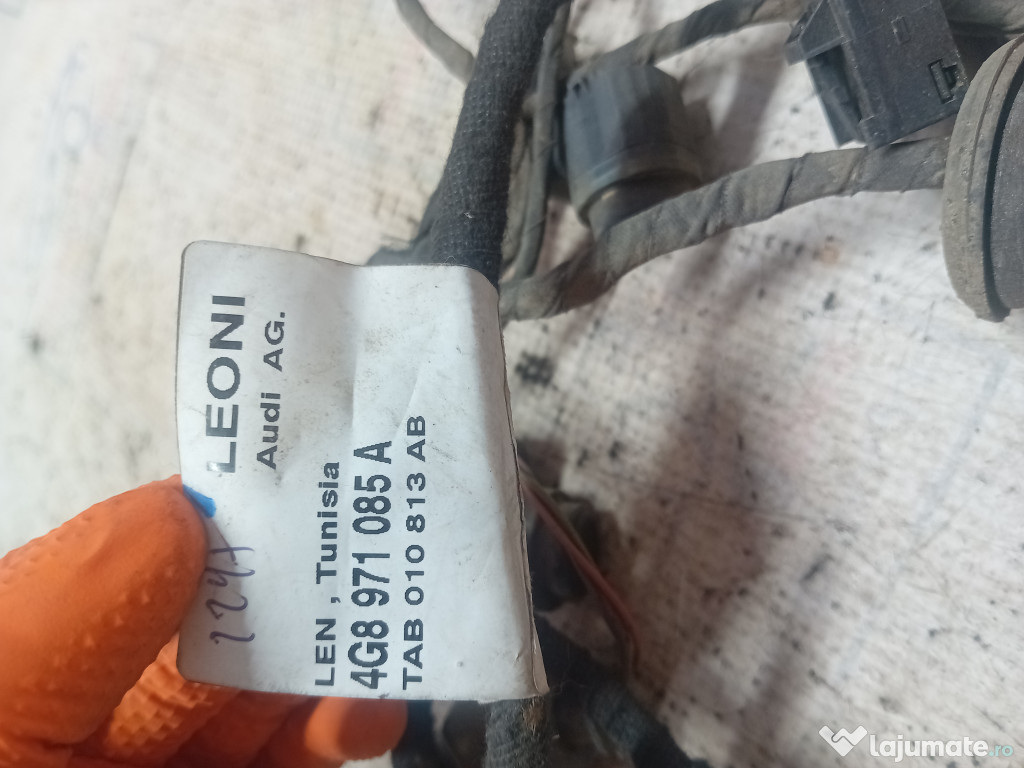 LEONI
Audi AG.
LEN , Tunisia
4G8 971 085 A
TAB 010 813 AB
lajumate.ro